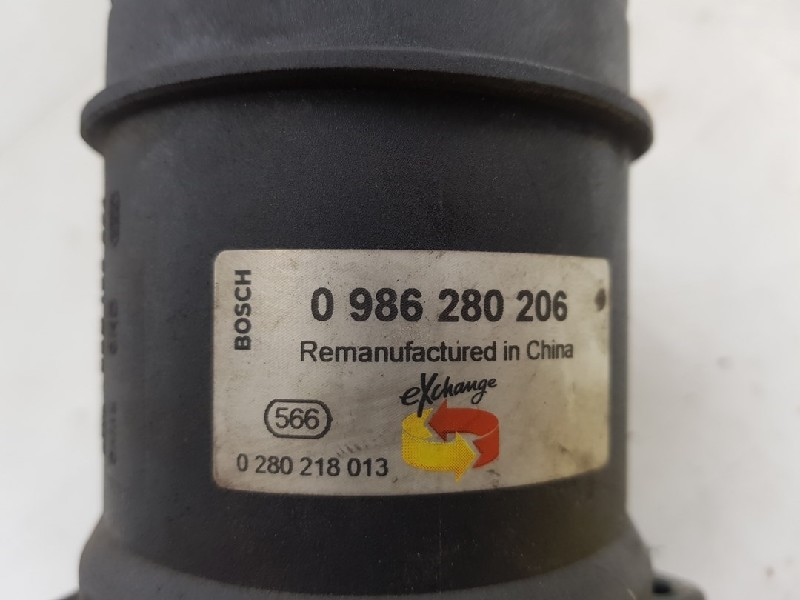 BOSCH
0 986 280 206
Remanufactured in China
eXchange
566
0 280 218 013